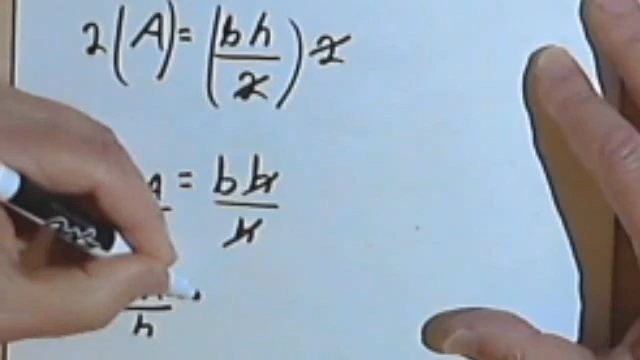 2(A) = (bh/2)2
A = bh/h
h